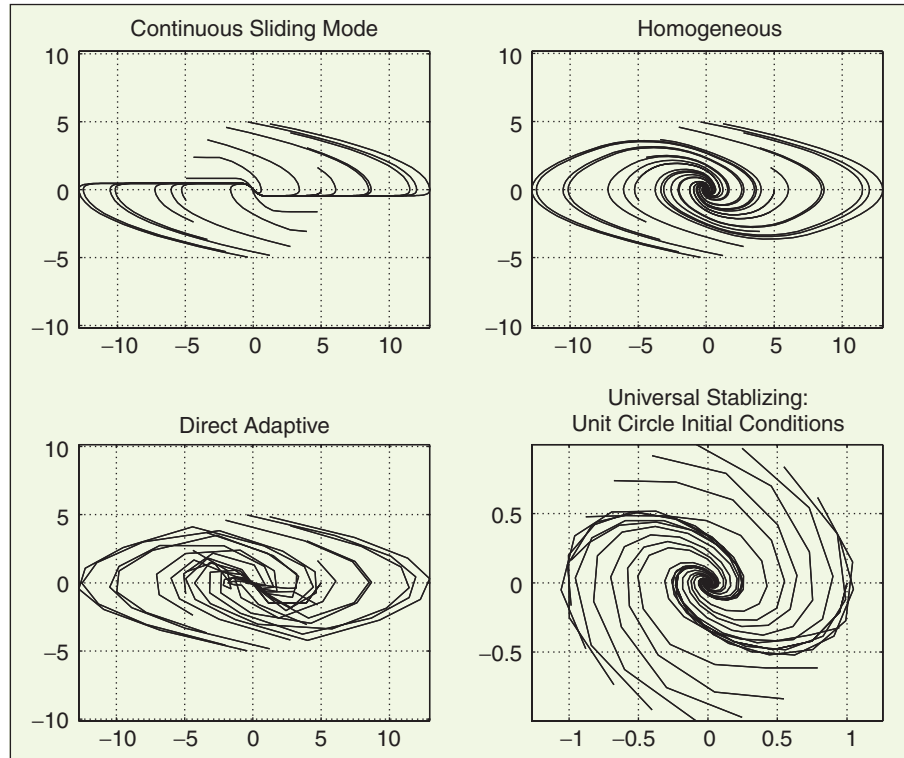 Continuous Sliding Mode
10
5
0
−5
−10
−10 −5 0 5 10
Homogeneous
10
5
0
−5
−10
−10 −5 0 5 10
Direct Adaptive
10
5
0
−5
−10
−10 −5 0 5 10
Universal Stablizing:
Unit Circle Initial Conditions
0.5
0
−0.5
−1 −0.5 0 0.5 1